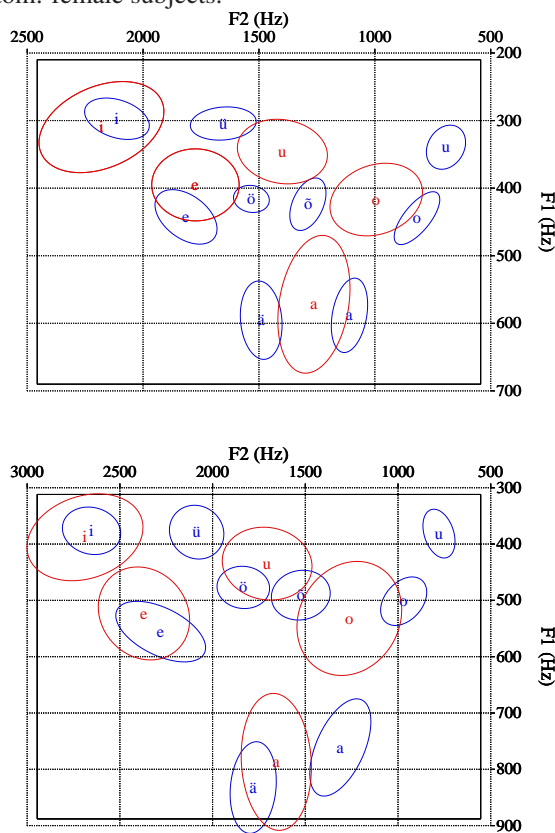 tom: female subjects.
F2 (Hz)
2500 2000 1500 1000 500
200
300
400
500
600
700
F1 (Hz)
i i ü u u
e e ö õ o o
ä a a
F2 (Hz)
3000 2500 2000 1500 1000 500
300
400
500
600
700
800
900
F1 (Hz)
i i ü u u
ö õ o
e e o
a a
ä